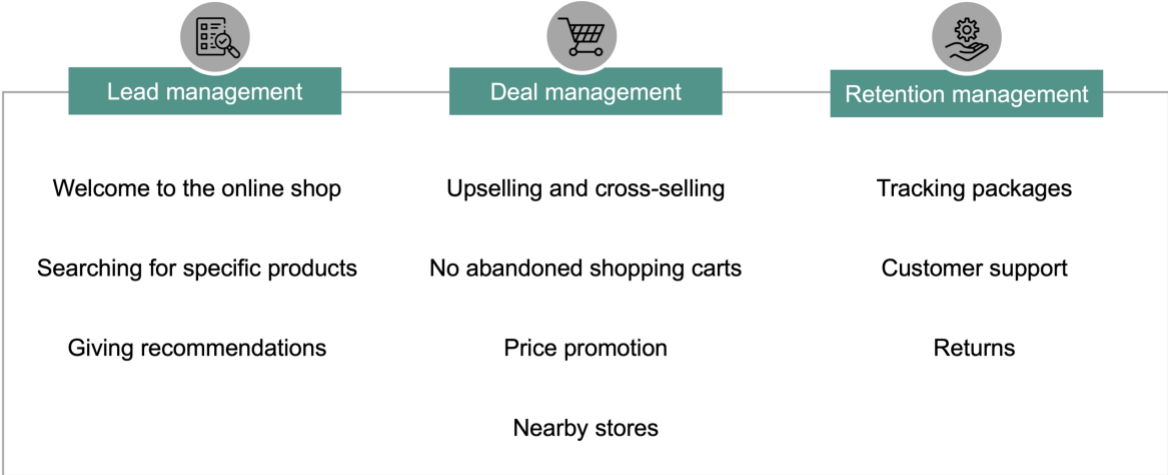 Lead management
Welcome to the online shop
Searching for specific products
Giving recommendations
Deal management
Upselling and cross-selling
No abandoned shopping carts
Price promotion
Nearby stores
Retention management
Tracking packages
Customer support
Returns